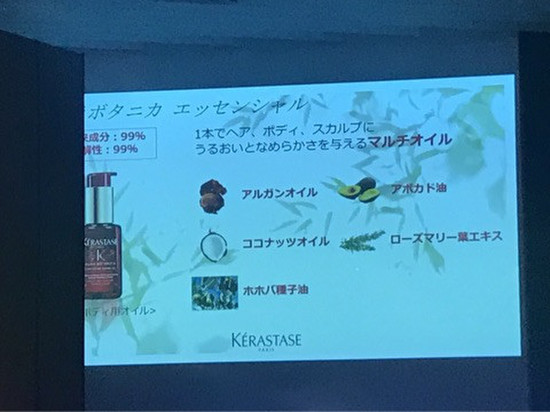 ボタニカ エッセンシャル
成分:99%
解性:99%
1本でヘア、ボディ、スカルプに
うるおいとなめらかさを与えるマルチオイル
アルガンオイル
アボカド油
ココナッツオイル
ローズマリー葉エキス
ホホバ種子油
KÉRASTASE
K
ボディ用オイル>
KÉRASTASE
PARIS